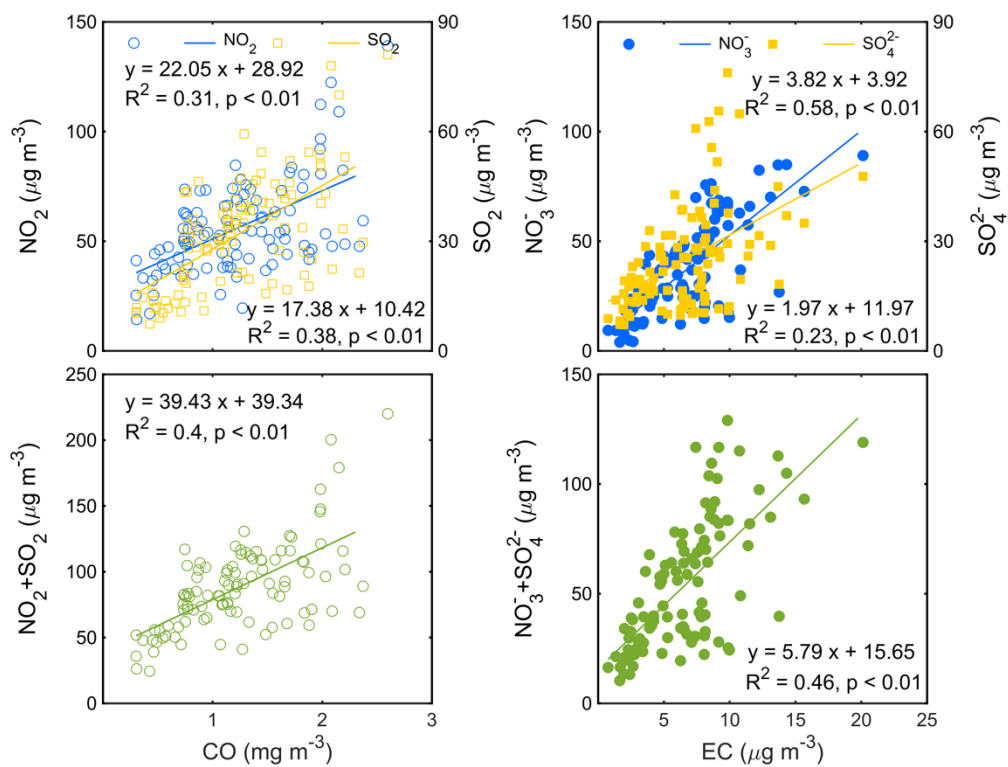 150
90
NO₂
SO₂
y = 22.05 x + 28.92
R² = 0.31, p < 0.01
100
60
NO₂ (μg m⁻³)
SO₂ (μg m⁻³)
50
30
y = 17.38 x + 10.42
R² = 0.38, p < 0.01
0
0
150
90
NO₃⁻
SO₄²⁻
y = 3.82 x + 3.92
R² = 0.58, p < 0.01
100
60
NO₃⁻ (μg m⁻³)
SO₄²⁻ (μg m⁻³)
50
30
y = 1.97 x + 11.97
R² = 0.23, p < 0.01
0
0
250
y = 39.43 x + 39.34
R² = 0.4, p < 0.01
200
150
NO₂+SO₂ (μg m⁻³)
100
50
0
1
2
3
CO (mg m⁻³)
150
100
NO₃⁻+SO₄²⁻ (μg m⁻³)
50
y = 5.79 x + 15.65
R² = 0.46, p < 0.01
0
5
10
15
20
25
EC (μg m⁻³)